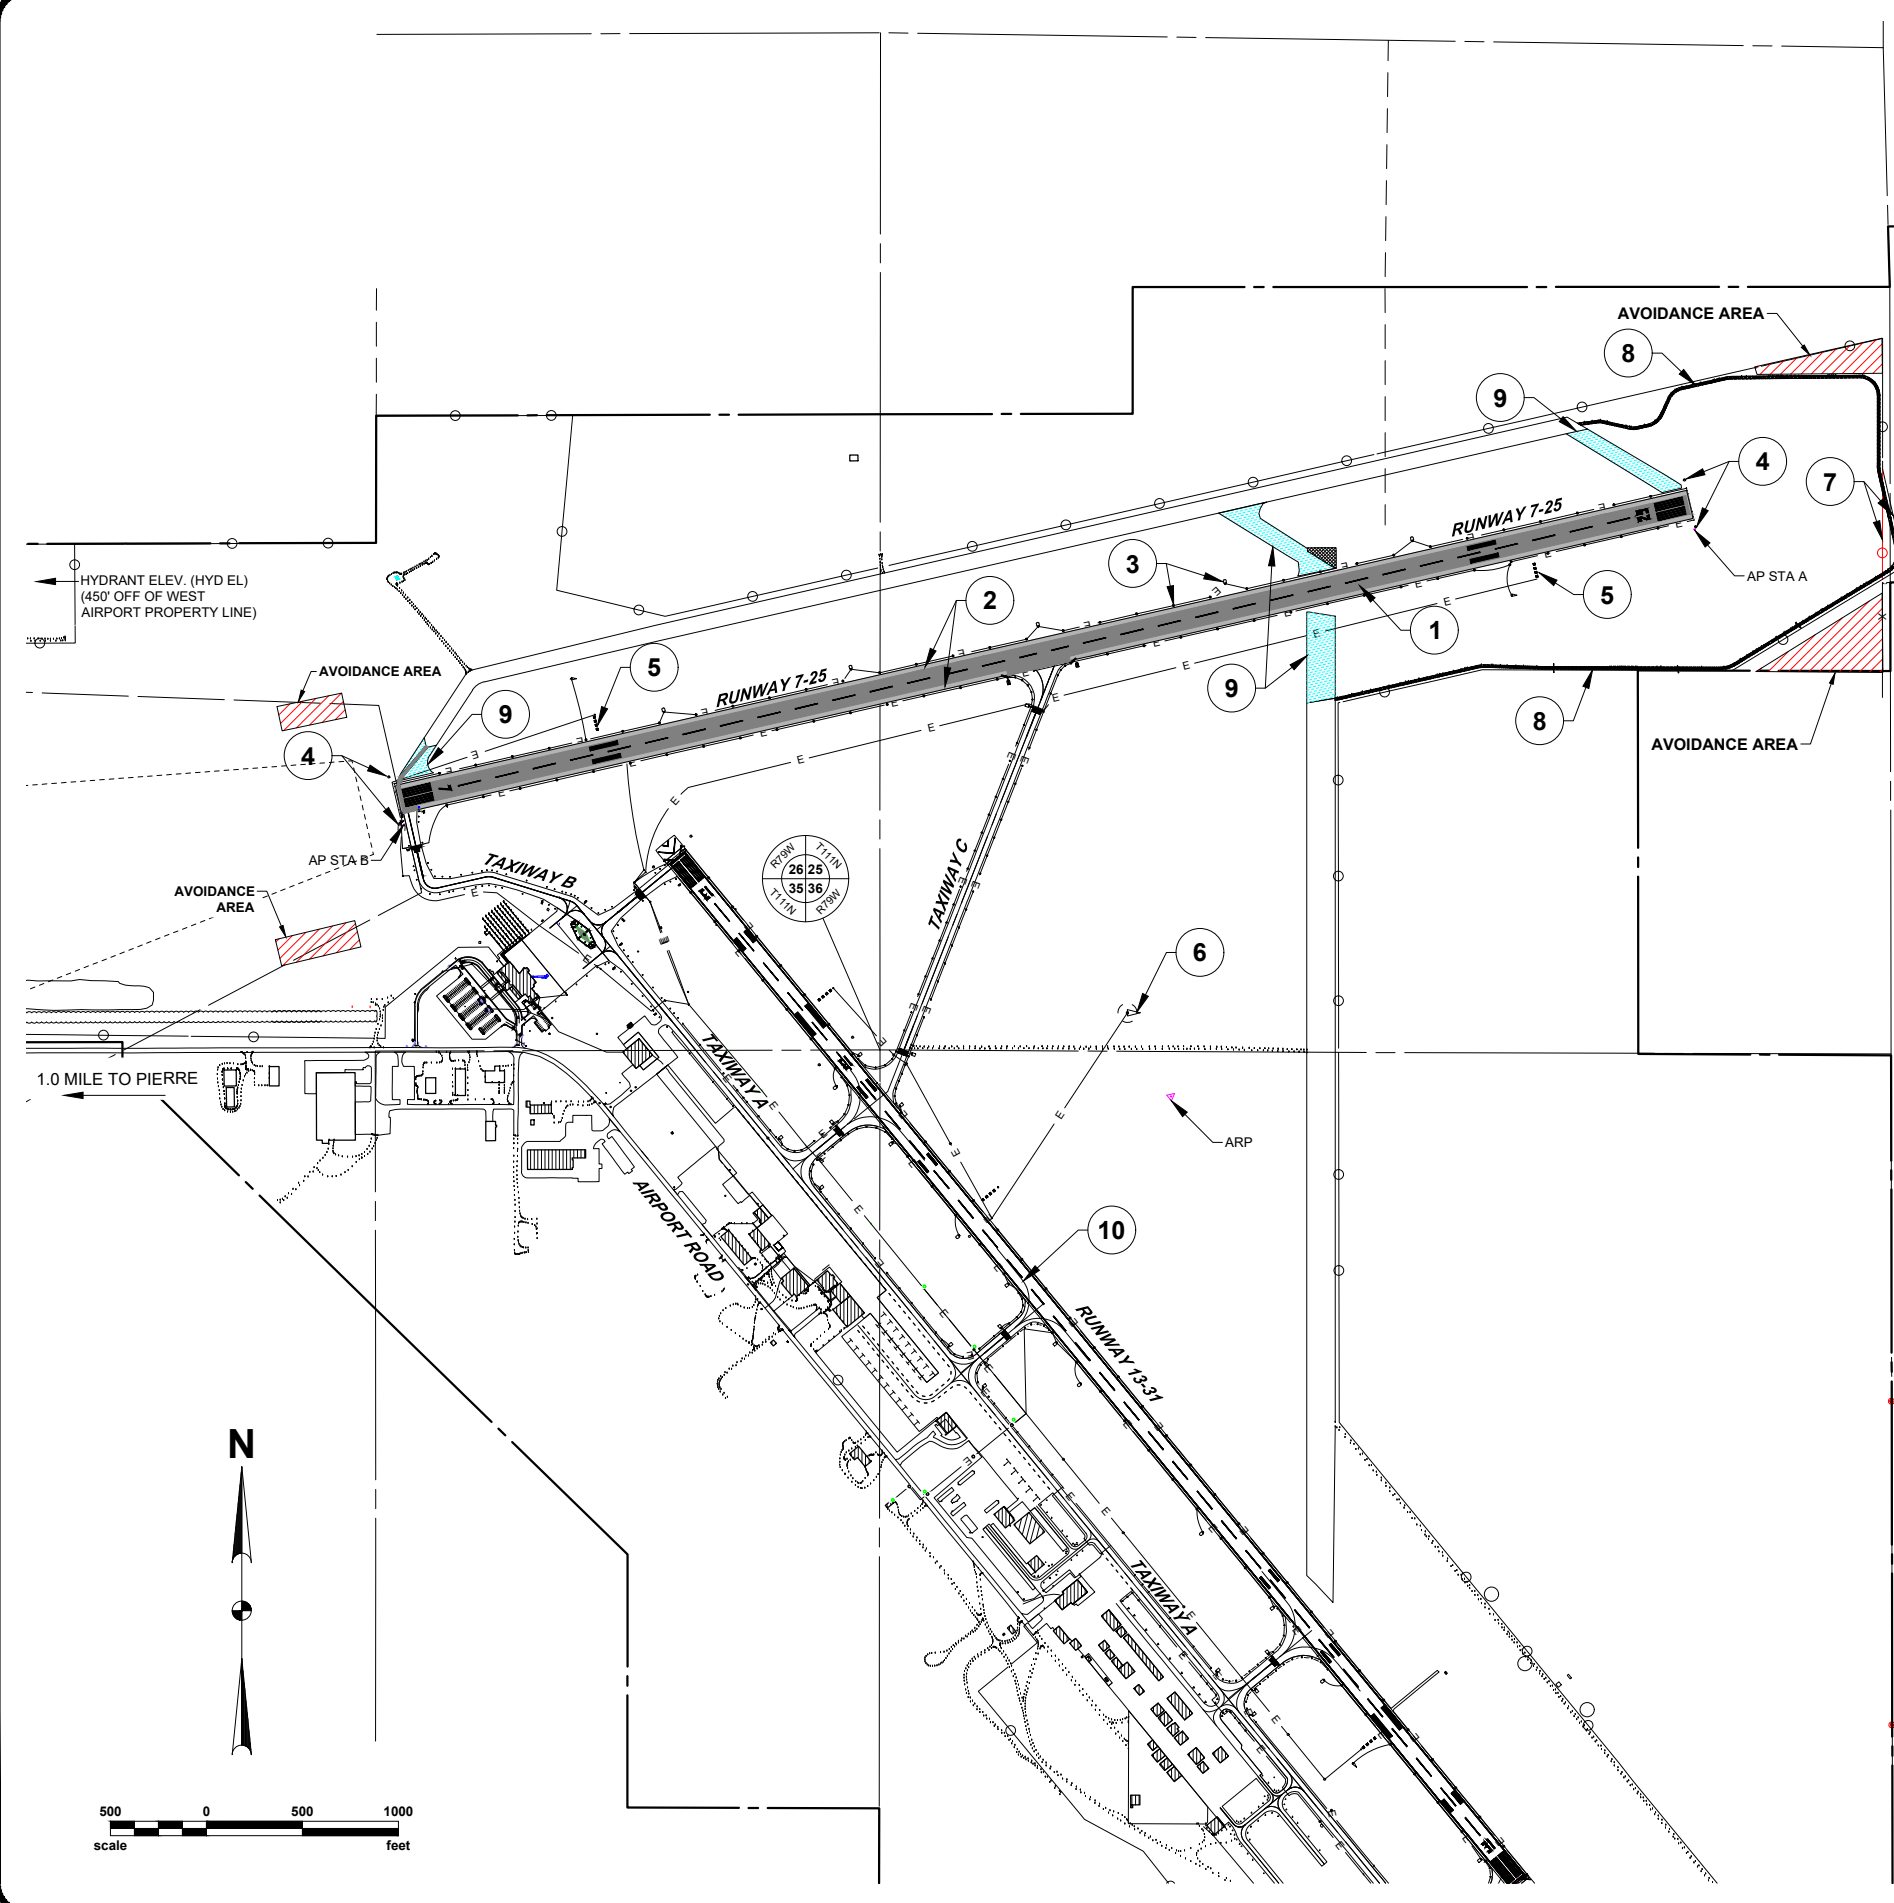 AVOIDANCE AREA
8
9
4
7
RUNWAY 7-25
HYDRANT ELEV. (HYD EL)
(450' OFF OF WEST
AIRPORT PROPERTY LINE)
3
2
AP STA A
5
1
AVOIDANCE AREA
5
RUNWAY 7-25
9
9
8
AVOIDANCE AREA
4
7
AP STA B
TAXIWAY B
TAXIWAY C
R79W
T111N
26 25
35 36
T111N
R79W
AVOIDANCE
AREA
6
TAXIWAY A
1.0 MILE TO PIERRE
ARP
AIRPORT ROAD
10
RUNWAY 13-31
N
TAXIWAY A
500 0 500 1000
scale feet